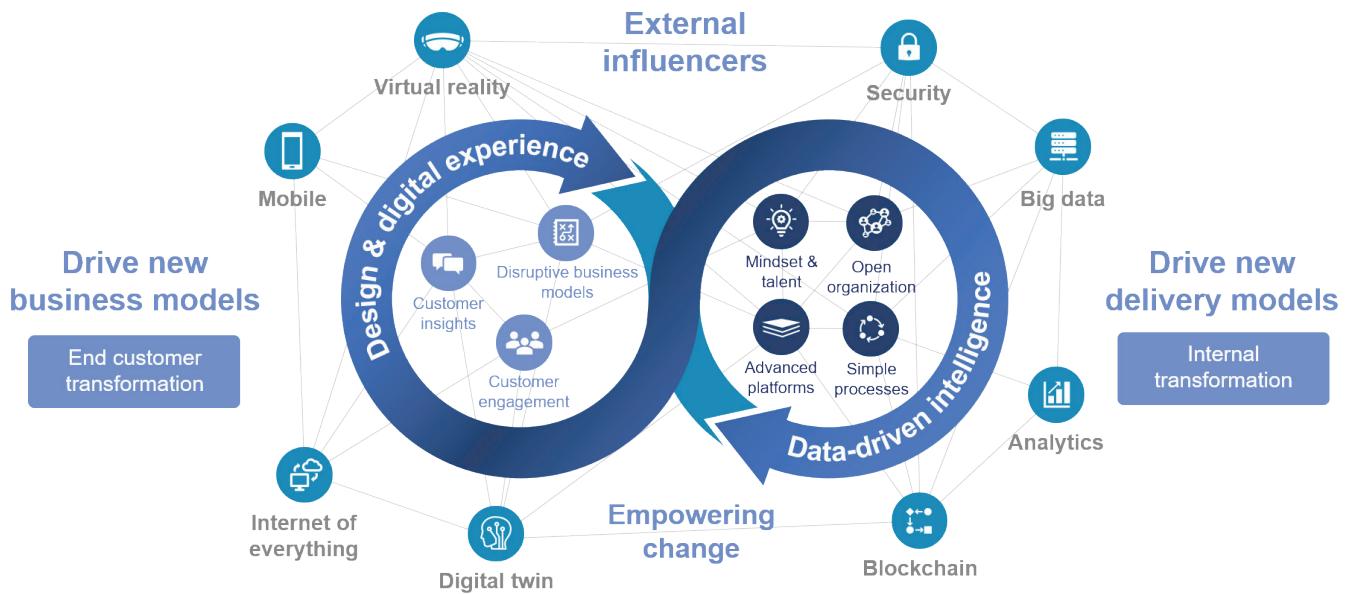 External
influencers
Virtual reality
Security
Mobile
Big data
Design & digital experience
Disruptive business
models
Customer
insights
Customer
engagement
Mindset &
talent
Open
organization
Advanced
platforms
Simple
processes
Data-driven intelligence
Drive new
business models
End customer
transformation
Drive new
delivery models
Internal
transformation
Analytics
Internet of
everything
Digital twin
Empowering
change
Blockchain